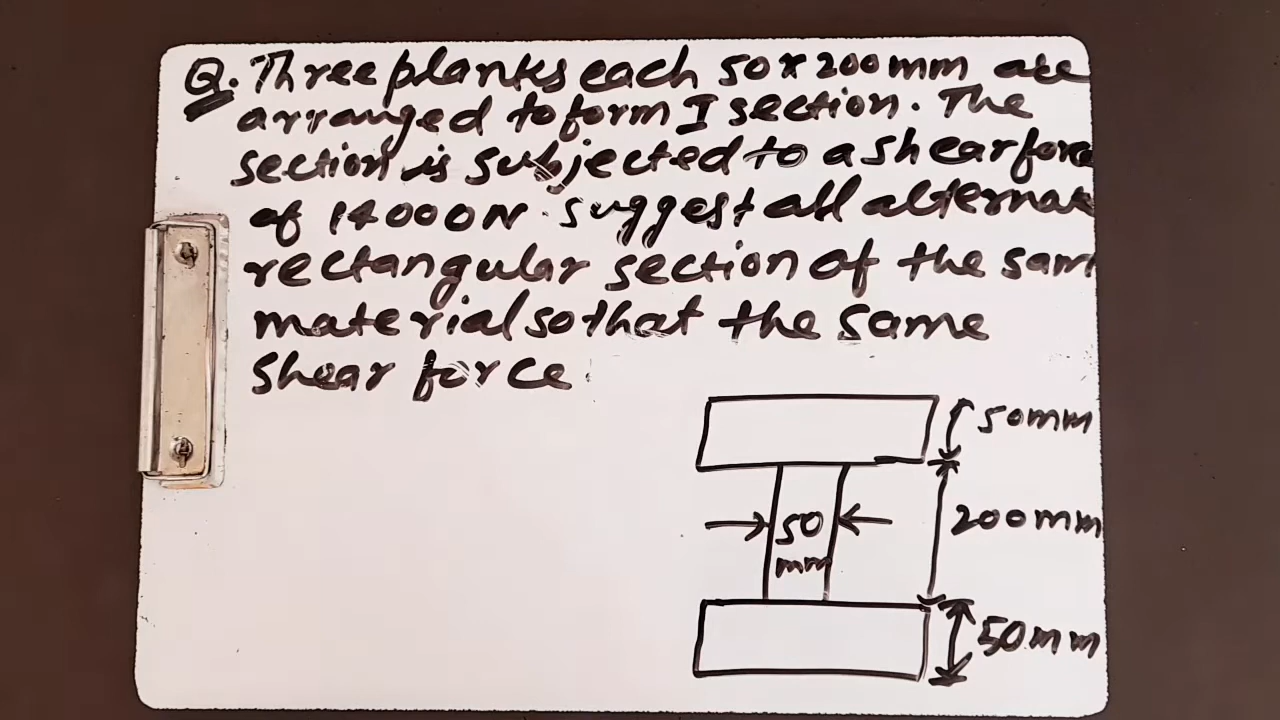 Q. Three planks each 50 x 200 mm are
arranged to form I section. The
section is subjected to a shear force
of 14000N. suggest all alternate
rectangular section of the same
material so that the same
shear force.
50mm
50
mm
200mm
50mm